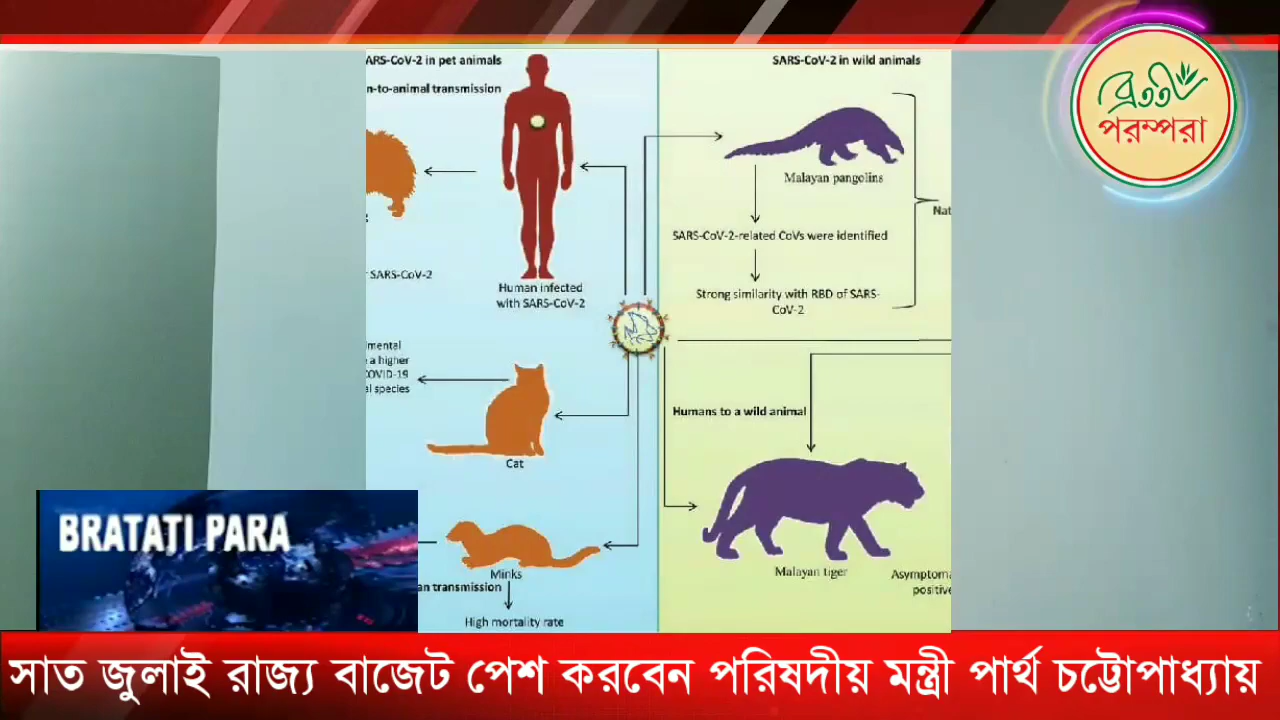 ARS-CoV-2 in pet animals
n-to-animal transmission
SARS-CoV-2
Human infected
with SARS-CoV-2
mental
a higher
COVID-19
al species
Cat
Minks
an transmission
High mortality rate
SARS-CoV-2 in wild animals
Malayan pangolins
Nat
SARS-CoV-2-related CoVs were identified
Strong similarity with RBD of SARS-
CoV-2
Humans to a wild animal
Malayan tiger
Asymptoma
positive
ব্রততী
পরম্পরা
BRATATI PARA
সাত জুলাই রাজ্য বাজেট পেশ করবেন পরিষদীয় মন্ত্রী পার্থ চট্টোপাধ্যায়